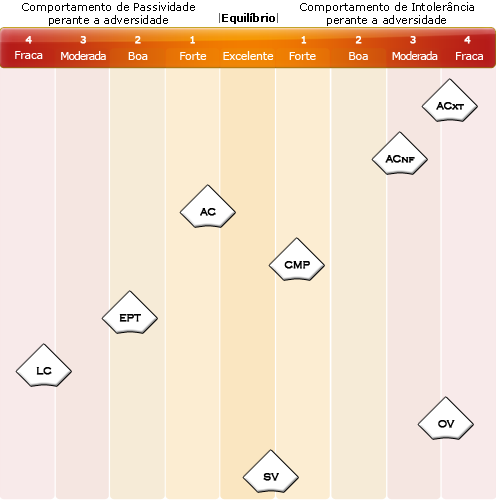 Comportamento de Passividade
perante a adversidade
|Equilíbrio|
Comportamento de Intolerância
perante a adversidade
4 3 2 1 1 2 3 4
Fraca Moderada Boa Forte Excelente Forte Boa Moderada Fraca
ACXT
ACNF
AC
CMP
EPT
LC
OV
SV